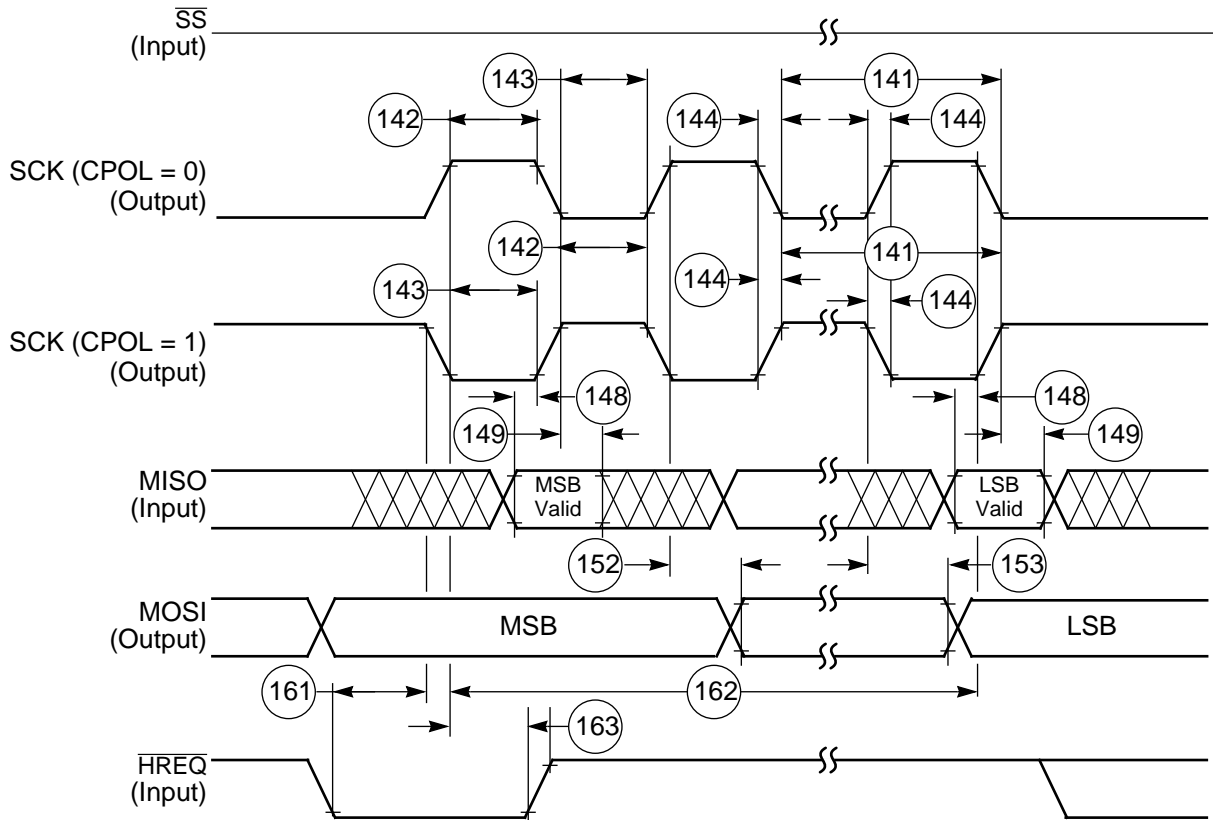 SS
(Input)
143
141
142
144
144
SCK (CPOL = 0)
(Output)
142
141
143
144
144
SCK (CPOL = 1)
(Output)
148
148
149
149
MISO
(Input)
MSB
Valid
LSB
Valid
152
153
MOSI
(Output)
MSB
LSB
161
162
163
HREQ
(Input)